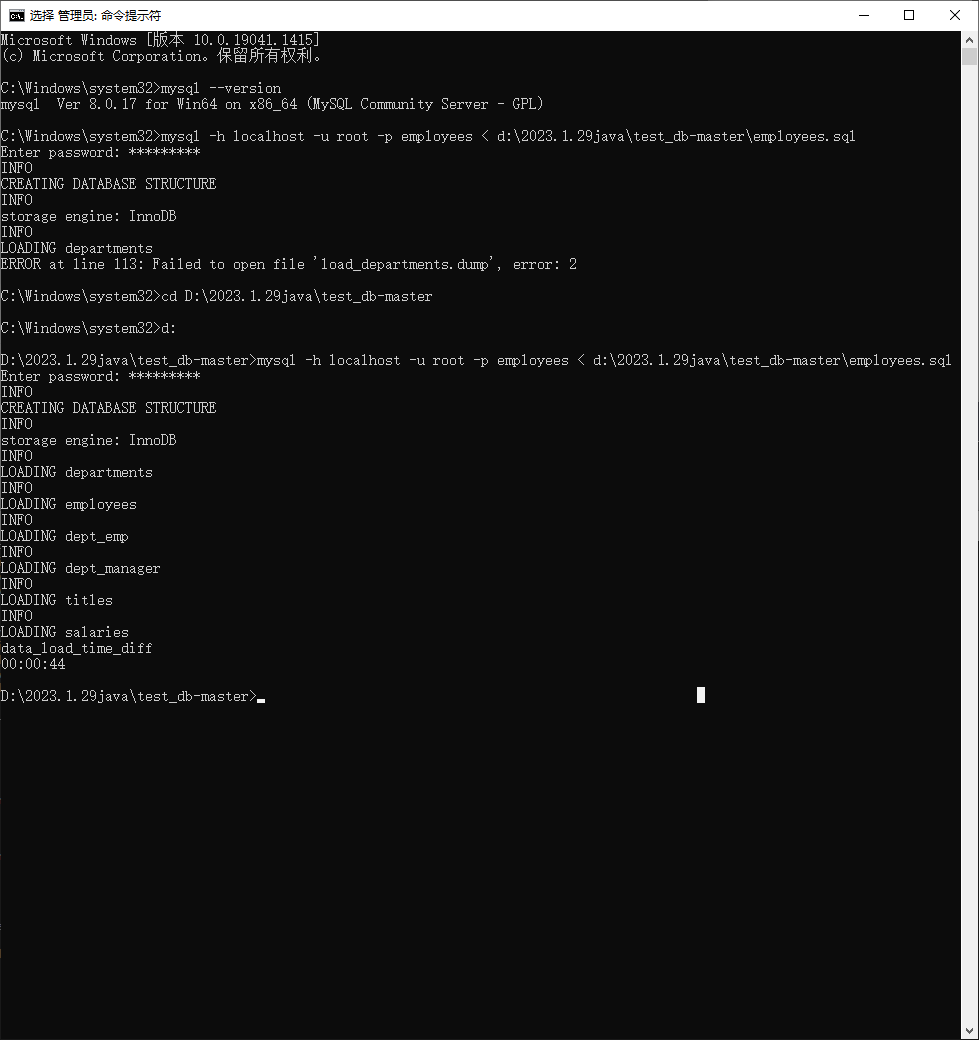 选择 管理员: 命令提示符
Microsoft Windows [版本 10.0.19041.1415]
(c) Microsoft Corporation。保留所有权利。
C:\Windows\system32>mysql --version
mysql  Ver 8.0.17 for Win64 on x86_64 (MySQL Community Server - GPL)
C:\Windows\system32>mysql -h localhost -u root -p employees < d:\2023.1.29java\test_db-master\employees.sql
Enter password: *********
INFO
CREATING DATABASE STRUCTURE
INFO
storage engine: InnoDB
INFO
LOADING departments
ERROR at line 113: Failed to open file 'load_departments.dump', error: 2
C:\Windows\system32>cd D:\2023.1.29java\test_db-master
C:\Windows\system32>d:
D:\2023.1.29java\test_db-master>mysql -h localhost -u root -p employees < d:\2023.1.29java\test_db-master\employees.sql
Enter password: *********
INFO
CREATING DATABASE STRUCTURE
INFO
storage engine: InnoDB
INFO
LOADING departments
INFO
LOADING employees
INFO
LOADING dept_emp
INFO
LOADING dept_manager
INFO
LOADING titles
INFO
LOADING salaries
data_load_time_diff
00:00:44
D:\2023.1.29java\test_db-master>